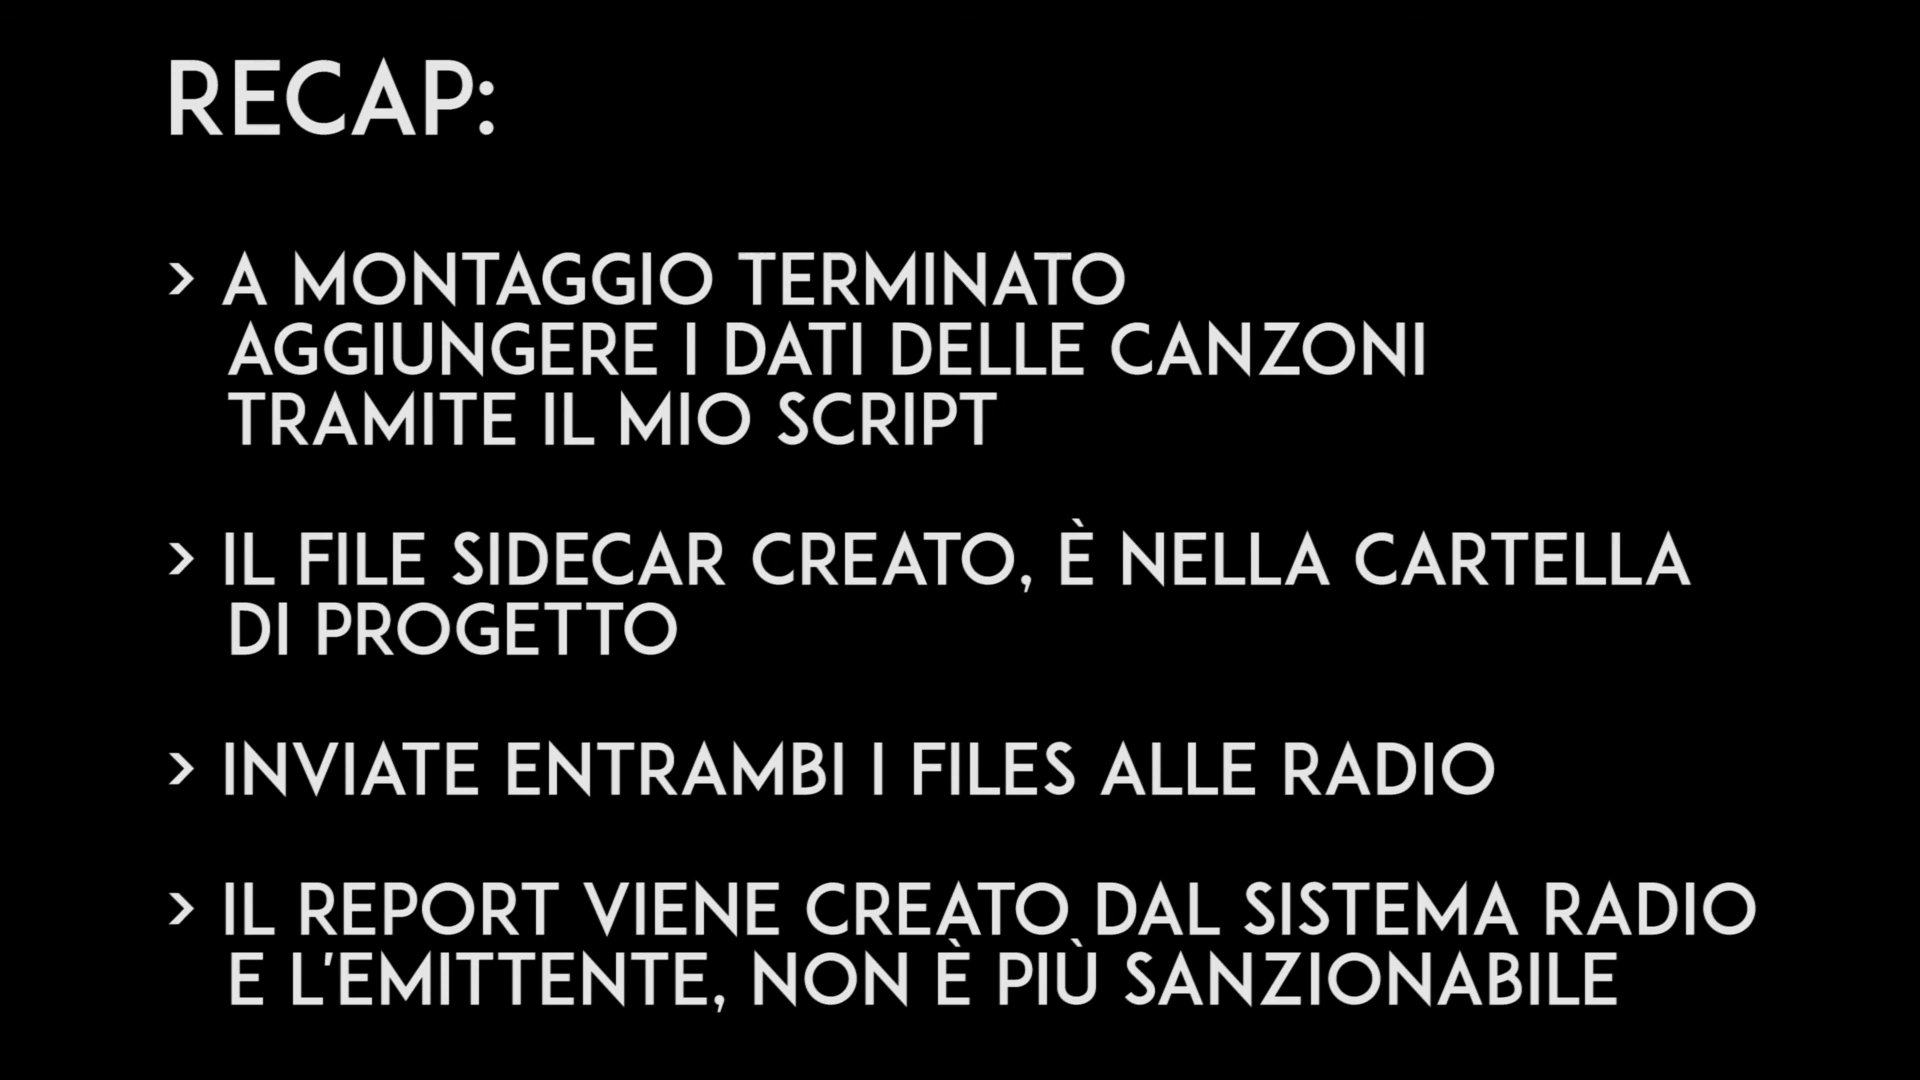 RECAP:
> A MONTAGGIO TERMINATO
AGGIUNGERE I DATI DELLE CANZONI
TRAMITE IL MIO SCRIPT
> IL FILE SIDECAR CREATO, È NELLA CARTELLA
DI PROGETTO
> INVIATE ENTRAMBI I FILES ALLE RADIO
> IL REPORT VIENE CREATO DAL SISTEMA RADIO
E L'EMITTENTE, NON È PIÙ SANZIONABILE